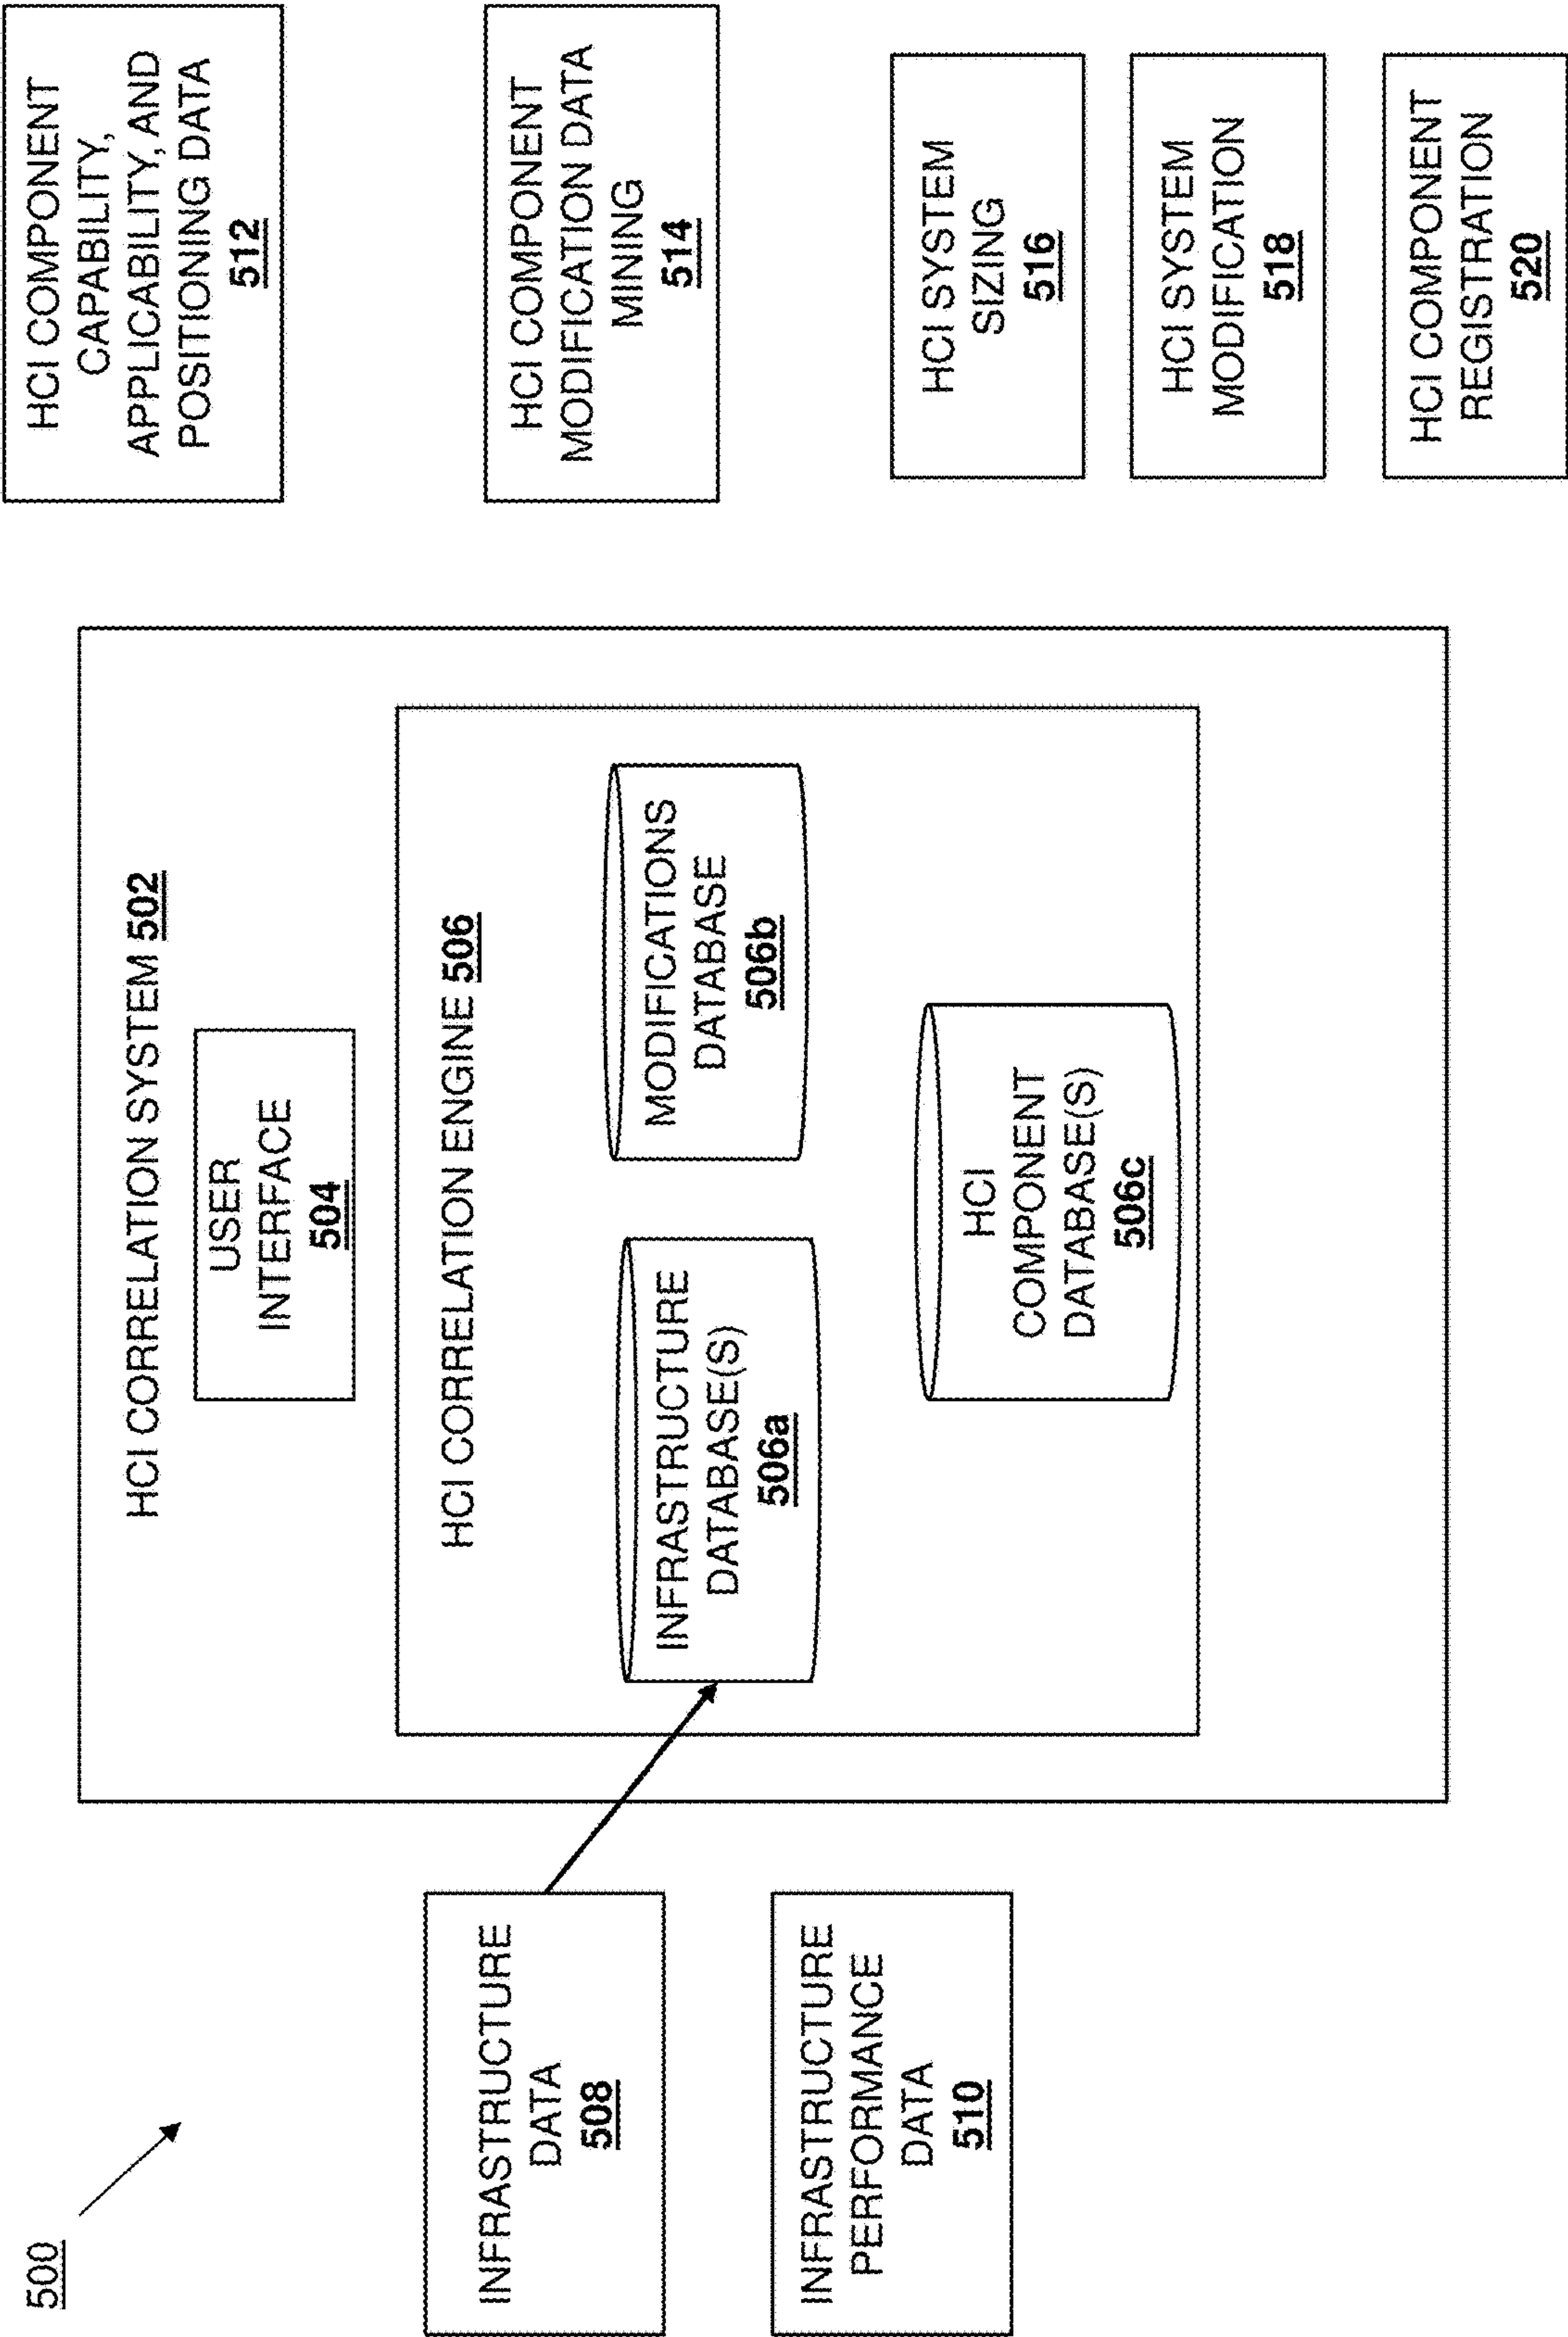 500
INFRASTRUCTURE
DATA
508
INFRASTRUCTURE
PERFORMANCE
DATA
510
HCI CORRELATION SYSTEM 502
USER
INTERFACE
504
HCI CORRELATION ENGINE 506
INFRASTRUCTURE
DATABASE(S)
506a
MODIFICATIONS
DATABASE
506b
HCI
COMPONENT
DATABASE(S)
506c
HCI COMPONENT
CAPABILITY,
APPLICABILITY, AND
POSITIONING DATA
512
HCI COMPONENT
MODIFICATION DATA
MINING
514
HCI SYSTEM
SIZING
516
HCI SYSTEM
MODIFICATION
518
HCI COMPONENT
REGISTRATION
520